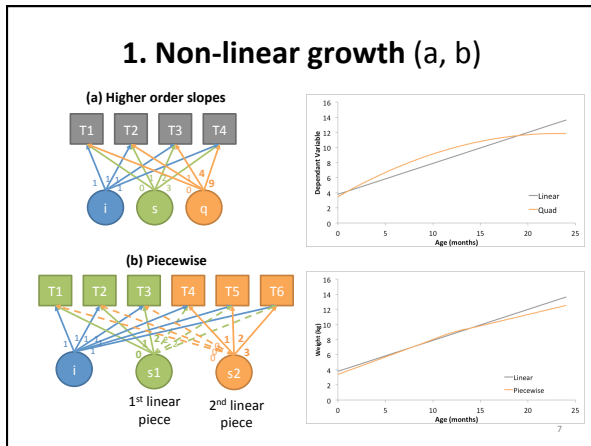 1. Non-linear growth (a, b)
(a) Higher order slopes
T1 T2 T3 T4
1 1 1 1 0 1 2 3 0 1 4 9
i s q
Dependant Variable
16
14
12
10
8
6
4
2
0
0 5 10 15 20 25
Age (months)
Linear
Quad
(b) Piecewise
T1 T2 T3 T4 T5 T6
1 1 1 1 1 0 1 2 0 0 1 2 3
i s1 s2
1st linear
piece
2nd linear
piece
Weight (kg)
16
14
12
10
8
6
4
2
0
0 5 10 15 20 25
Age (months)
Linear
Piecewise
7